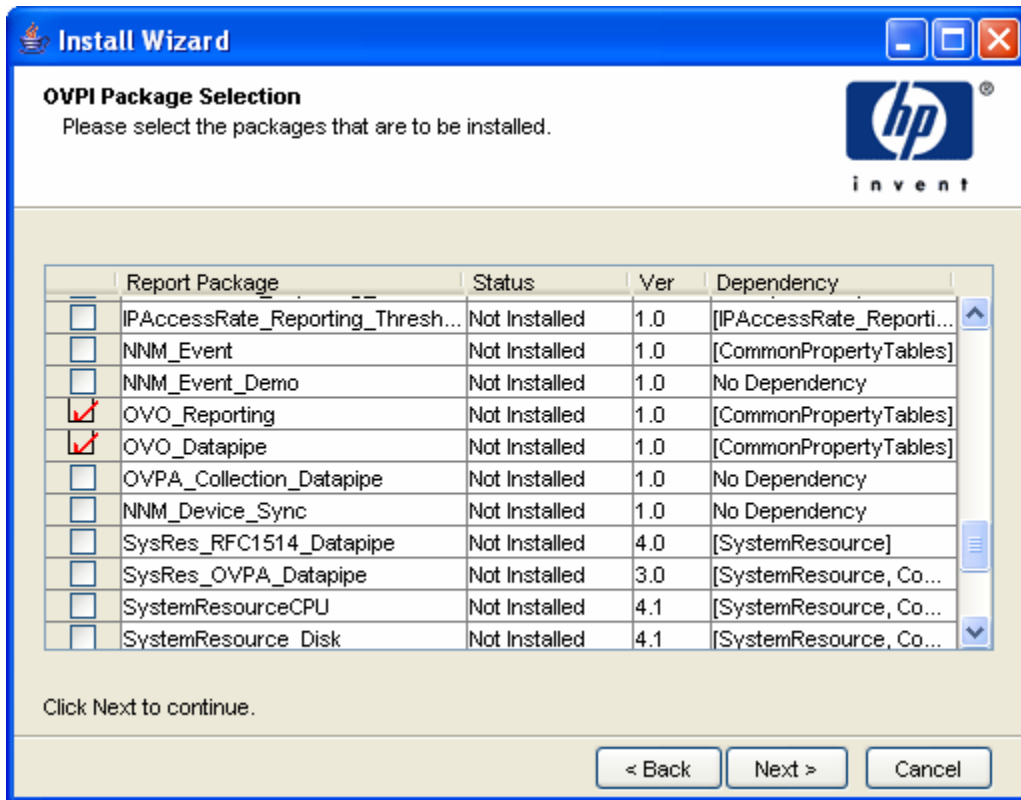 Install Wizard
OVPI Package Selection
Please select the packages that are to be installed.
hp ®
invent
Report Package Status Ver Dependency
IPAccessRate_Reporting_Thresh... Not Installed 1.0 [IPAccessRate_Reporti...
NNM_Event Not Installed 1.0 [CommonPropertyTables]
NNM_Event_Demo Not Installed 1.0 No Dependency
OVO_Reporting Not Installed 1.0 [CommonPropertyTables]
OVO_Datapipe Not Installed 1.0 [CommonPropertyTables]
OVPA_Collection_Datapipe Not Installed 1.0 No Dependency
NNM_Device_Sync Not Installed 1.0 No Dependency
SysRes_RFC1514_Datapipe Not Installed 4.0 [SystemResource]
SysRes_OVPA_Datapipe Not Installed 3.0 [SystemResource, Co...
SystemResourceCPU Not Installed 4.1 [SystemResource, Co...
SystemResource_Disk Not Installed 4.1 [SystemResource, Co...
Click Next to continue.
< Back Next > Cancel